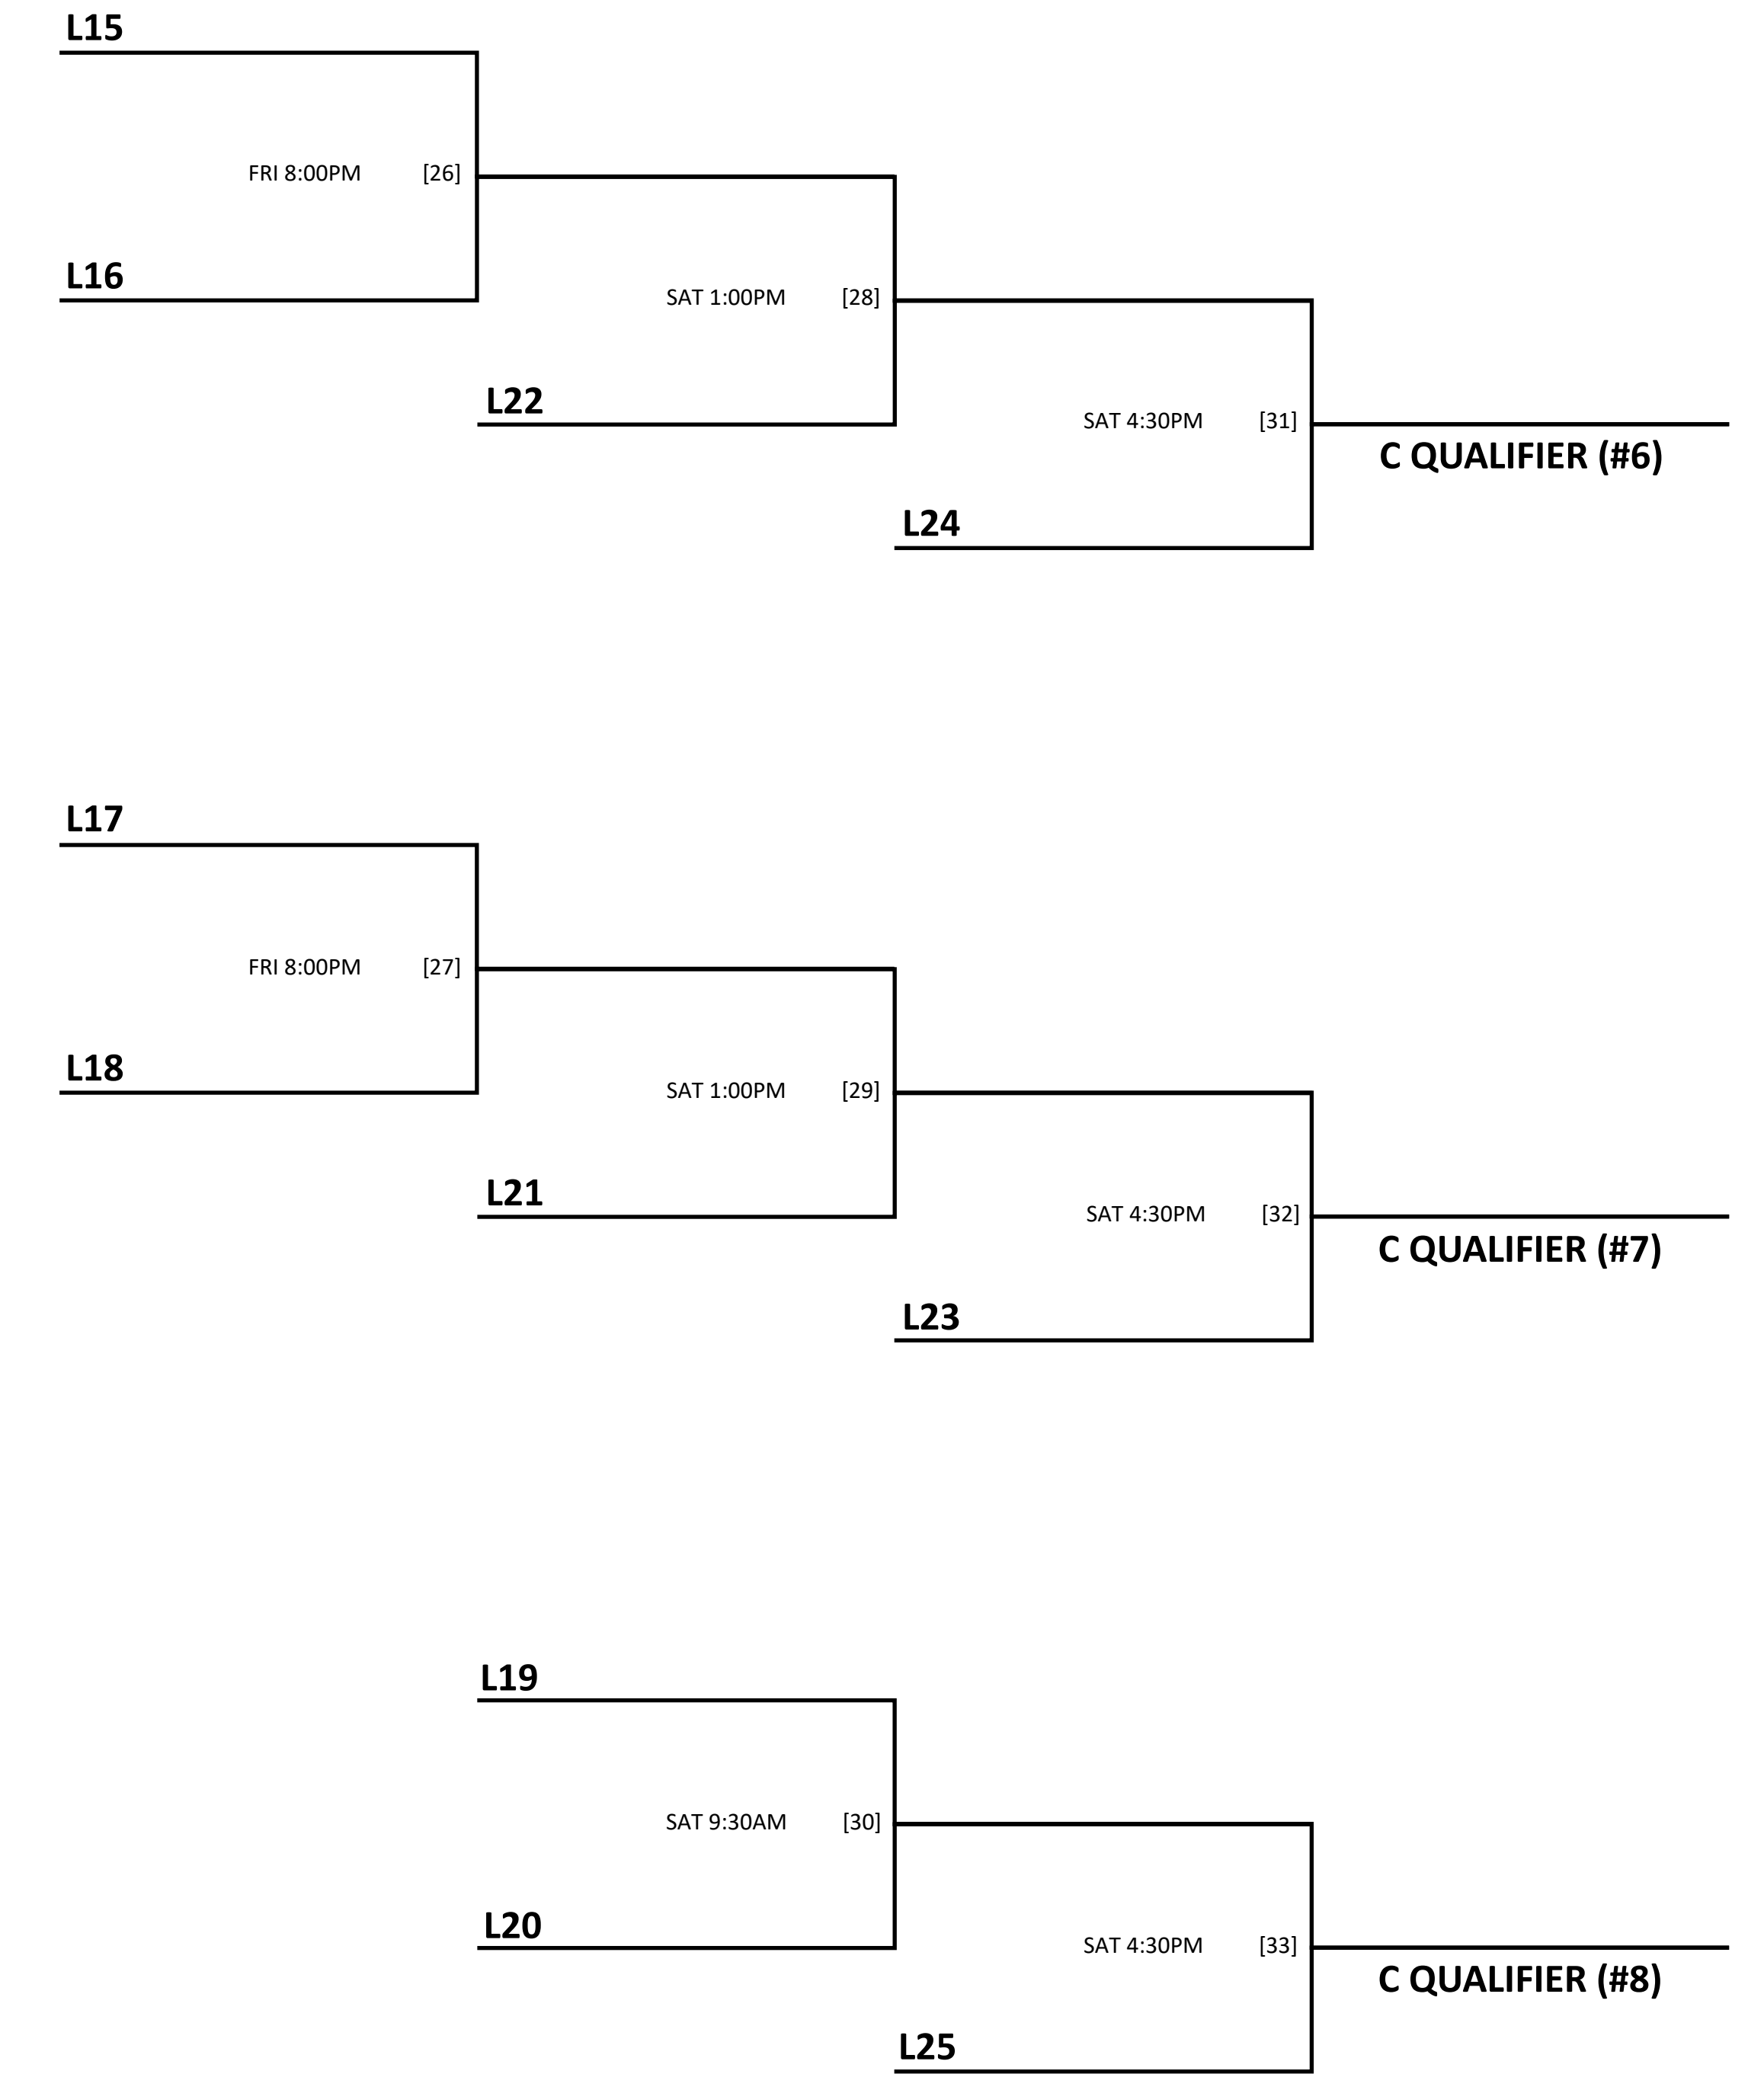 L15
FRI 8:00PM [26]
L16
SAT 1:00PM [28]
L22
SAT 4:30PM [31]
C QUALIFIER (#6)
L24
L17
FRI 8:00PM [27]
L18
SAT 1:00PM [29]
L21
SAT 4:30PM [32]
C QUALIFIER (#7)
L23
L19
SAT 9:30AM [30]
L20
SAT 4:30PM [33]
C QUALIFIER (#8)
L25